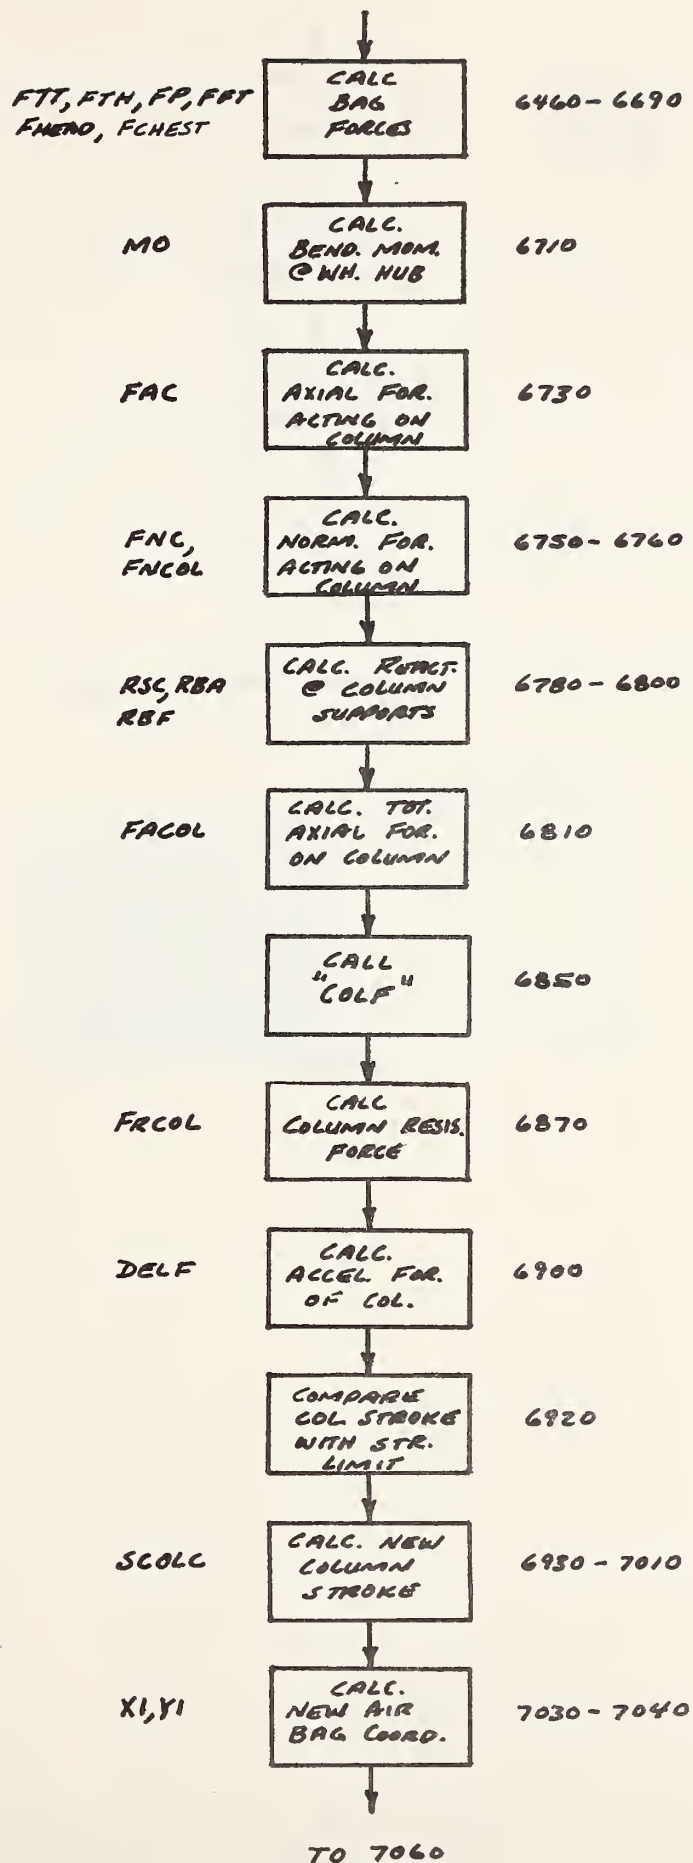 FTT, FTH, FP, FFT
FHEAD, FCHEST
CALC
BAG
FORCES
6460 - 6690
MO
CALC.
BEND. MOM.
@ WH. HUB
6710
FAC
CALC.
AXIAL FOR.
ACTING ON
COLUMN
6730
FNC,
FNCOL
CALC.
NORM. FOR.
ACTING ON
COLUMN
6750 - 6760
RSC, RBA
RBF
CALC. REACT.
@ COLUMN
SUPPORTS
6780 - 6800
FACOL
CALC. TOT.
AXIAL FOR.
ON COLUMN
6810
CALL
"COLF"
6850
FRCOL
CALC
COLUMN RESIS.
FORCE
6870
DELF
CALC.
ACCEL FOR.
OF COL.
6900
COMPARE
COL STROKE
WITH STR.
LIMIT
6920
SCOLC
CALC. NEW
COLUMN
STROKE
6930 - 7010
X1, Y1
CALC.
NEW AIR
BAG COORD.
7030 - 7040
TO 7060